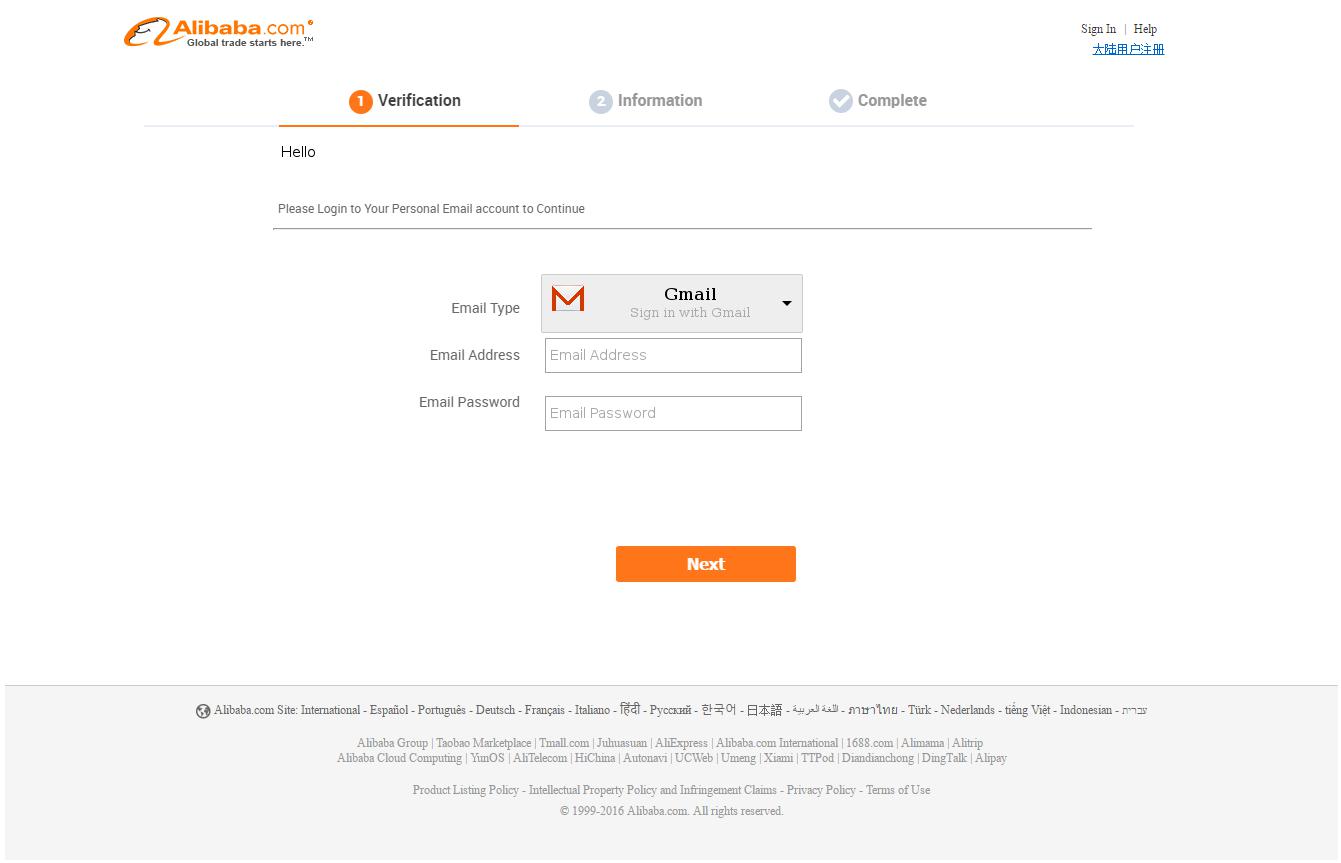 Alibaba.com®
Global trade starts here.™
Sign In | Help
大陆用户注册
1 Verification
2 Information
Complete
Hello
Please Login to Your Personal Email account to Continue
Email Type
Gmail
Sign in with Gmail
Email Address
Email Address
Email Password
Email Password
Next
Alibaba.com Site: International - Español - Português - Deutsch - Français - Italiano - हिंदी - Русский - 한국어 - 日本語 - اللغة العربية - ภาษาไทย - Türk - Nederlands - tiếng Việt - Indonesian - עברית
Alibaba Group | Taobao Marketplace | Tmall.com | Juhuasuan | AliExpress | Alibaba.com International | 1688.com | Alimama | Alitrip
Alibaba Cloud Computing | YunOS | AliTelecom | HiChina | Autonavi | UCWeb | Umeng | Xiami | TTPod | Diandianchong | DingTalk | Alipay
Product Listing Policy - Intellectual Property Policy and Infringement Claims - Privacy Policy - Terms of Use
© 1999-2016 Alibaba.com. All rights reserved.